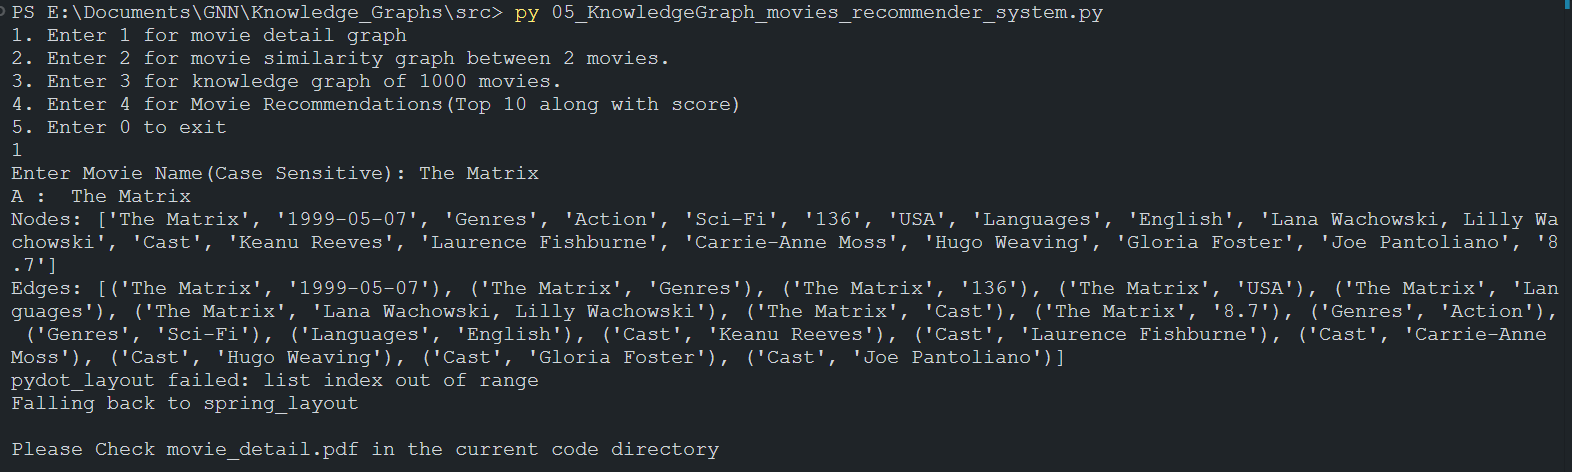 PS E:\Documents\GNN\Knowledge_Graphs\src> py 05_KnowledgeGraph_movies_recommender_system.py
1. Enter 1 for movie detail graph
2. Enter 2 for movie similarity graph between 2 movies.
3. Enter 3 for knowledge graph of 1000 movies.
4. Enter 4 for Movie Recommendations(Top 10 along with score)
5. Enter 0 to exit
1
Enter Movie Name(Case Sensitive): The Matrix
A :  The Matrix
Nodes: ['The Matrix', '1999-05-07', 'Genres', 'Action', 'Sci-Fi', '136', 'USA', 'Languages', 'English', 'Lana Wachowski, Lilly Wa
chowski', 'Cast', 'Keanu Reeves', 'Laurence Fishburne', 'Carrie-Anne Moss', 'Hugo Weaving', 'Gloria Foster', 'Joe Pantoliano', '8
.7']
Edges: [('The Matrix', '1999-05-07'), ('The Matrix', 'Genres'), ('The Matrix', '136'), ('The Matrix', 'USA'), ('The Matrix', 'Lan
guages'), ('The Matrix', 'Lana Wachowski, Lilly Wachowski'), ('The Matrix', 'Cast'), ('The Matrix', '8.7'), ('Genres', 'Action'),
 ('Genres', 'Sci-Fi'), ('Languages', 'English'), ('Cast', 'Keanu Reeves'), ('Cast', 'Laurence Fishburne'), ('Cast', 'Carrie-Anne
Moss'), ('Cast', 'Hugo Weaving'), ('Cast', 'Gloria Foster'), ('Cast', 'Joe Pantoliano')]
pydot_layout failed: list index out of range
Falling back to spring_layout
Please Check movie_detail.pdf in the current code directory